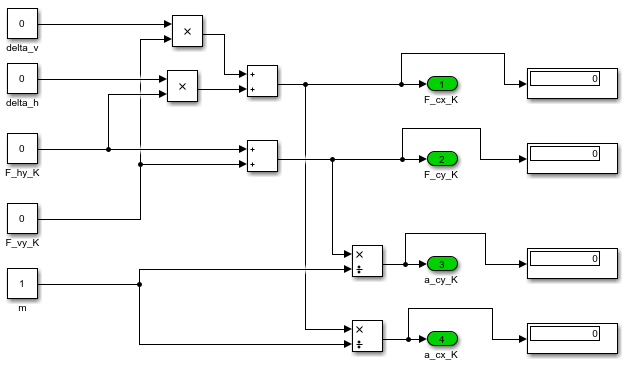 0
delta_v
×
+
+
0
delta_h
×
1
F_cx_K
0
0
F_hy_K
+
+
2
F_cy_K
0
0
F_vy_K
×
÷
3
a_cy_K
0
1
m
×
÷
4
a_cx_K
0